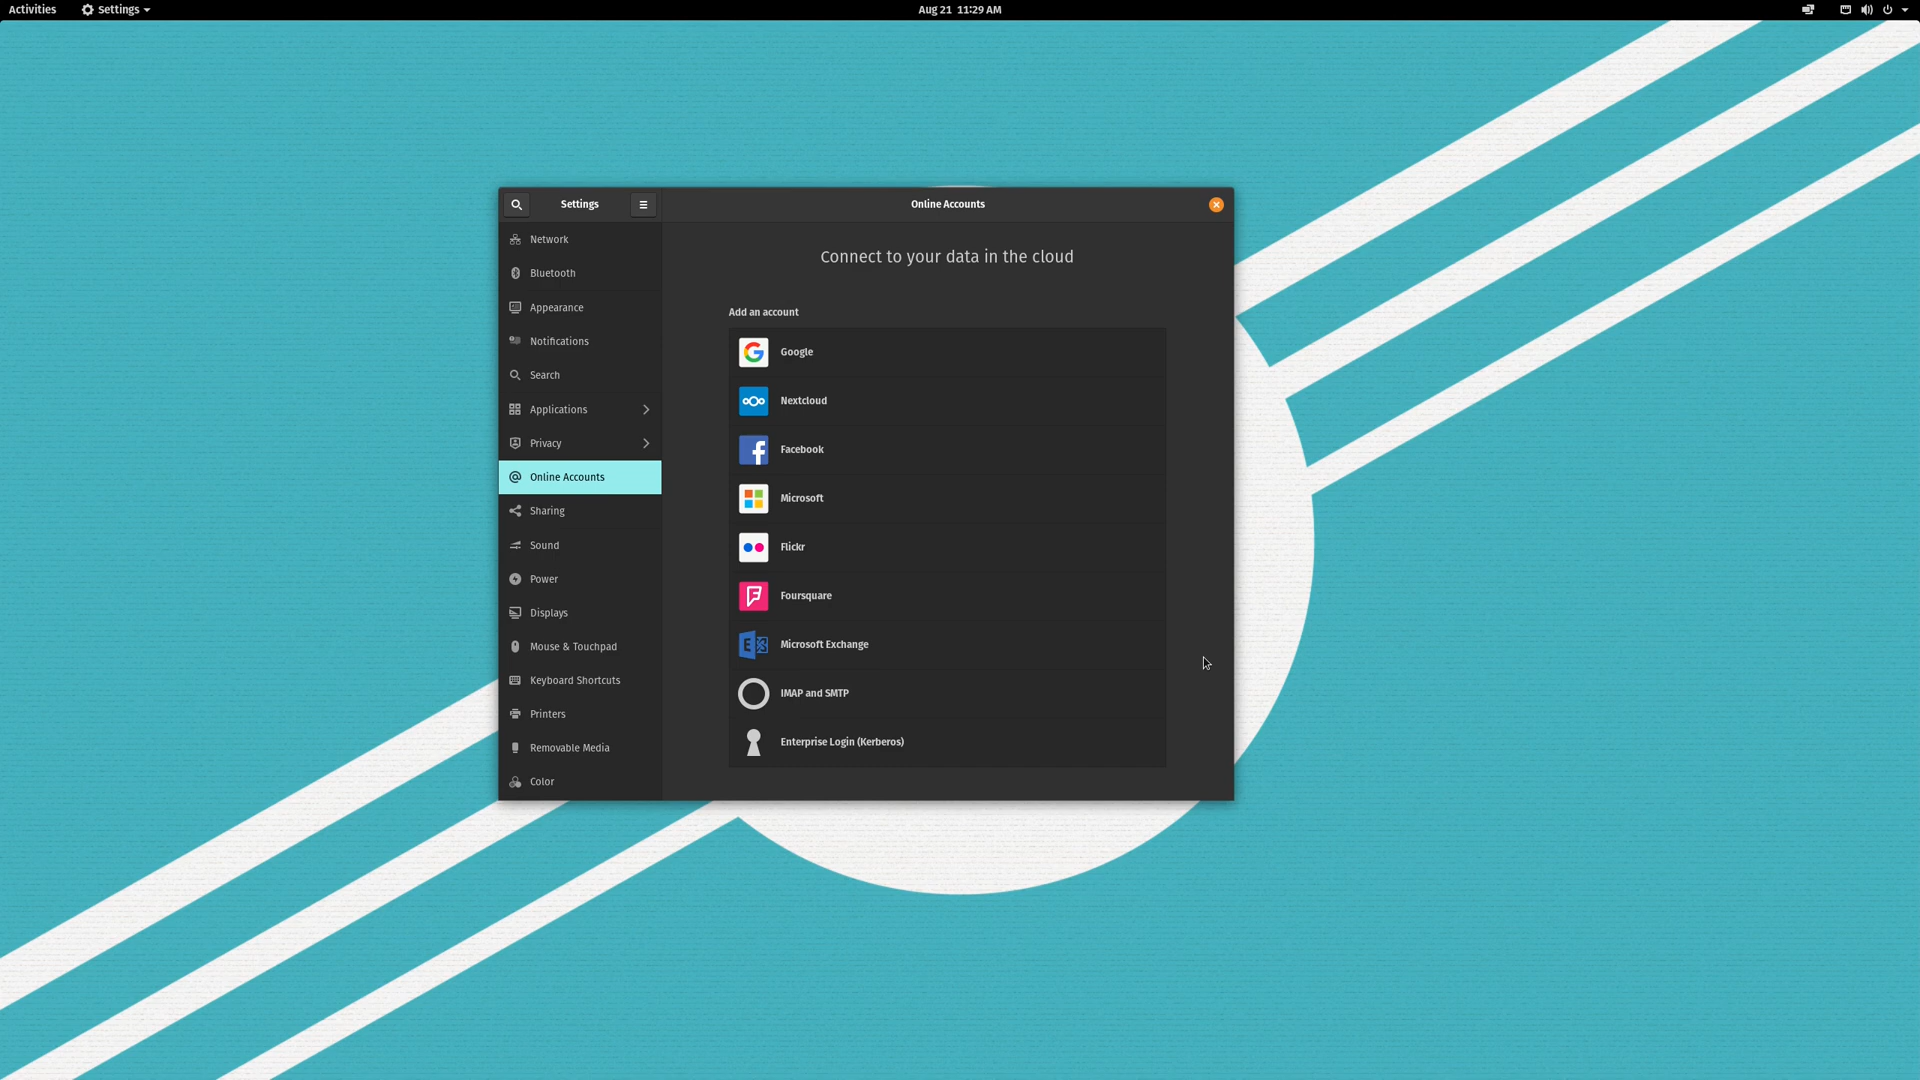 Activities Settings Aug 21 11:29 AM
Settings Online Accounts
Network
Bluetooth
Appearance
Notifications
Search
Applications
Privacy
Online Accounts
Sharing
Sound
Power
Displays
Mouse & Touchpad
Keyboard Shortcuts
Printers
Removable Media
Color
Connect to your data in the cloud
Add an account
Google
Nextcloud
Facebook
Microsoft
Flickr
Foursquare
Microsoft Exchange
IMAP and SMTP
Enterprise Login (Kerberos)